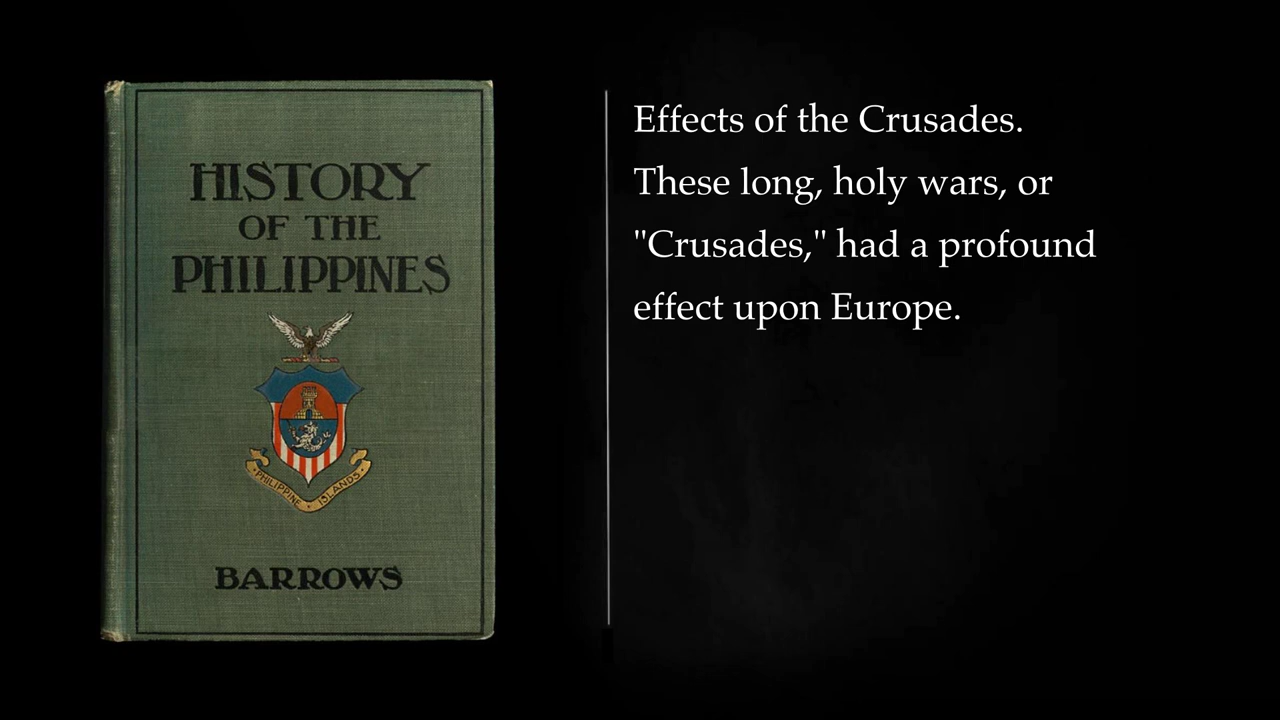 HISTORY
OF THE
PHILIPPINES
PHILIPPINE ISLANDS
BARROWS
Effects of the Crusades.
These long, holy wars, or
"Crusades," had a profound
effect upon Europe.